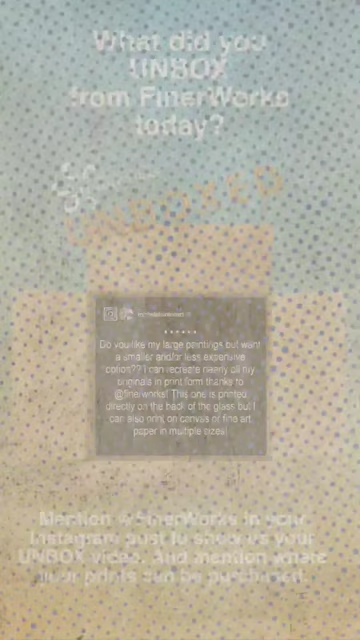 What did you
UNBOX
from FinerWorks
today?
UNBOXED
Do you like my large paintings but want
a smaller and/or less expensive
option?? I can recreate nearly all my
originals in print form thanks to
@finerworks! This one is printed
directly on the back of the glass but I
can also print on canvas or fine art
paper in multiple sizes!
Mention @FinerWorks in your
Instagram post to show us your
UNBOX video. And mention where
your prints can be purchased.